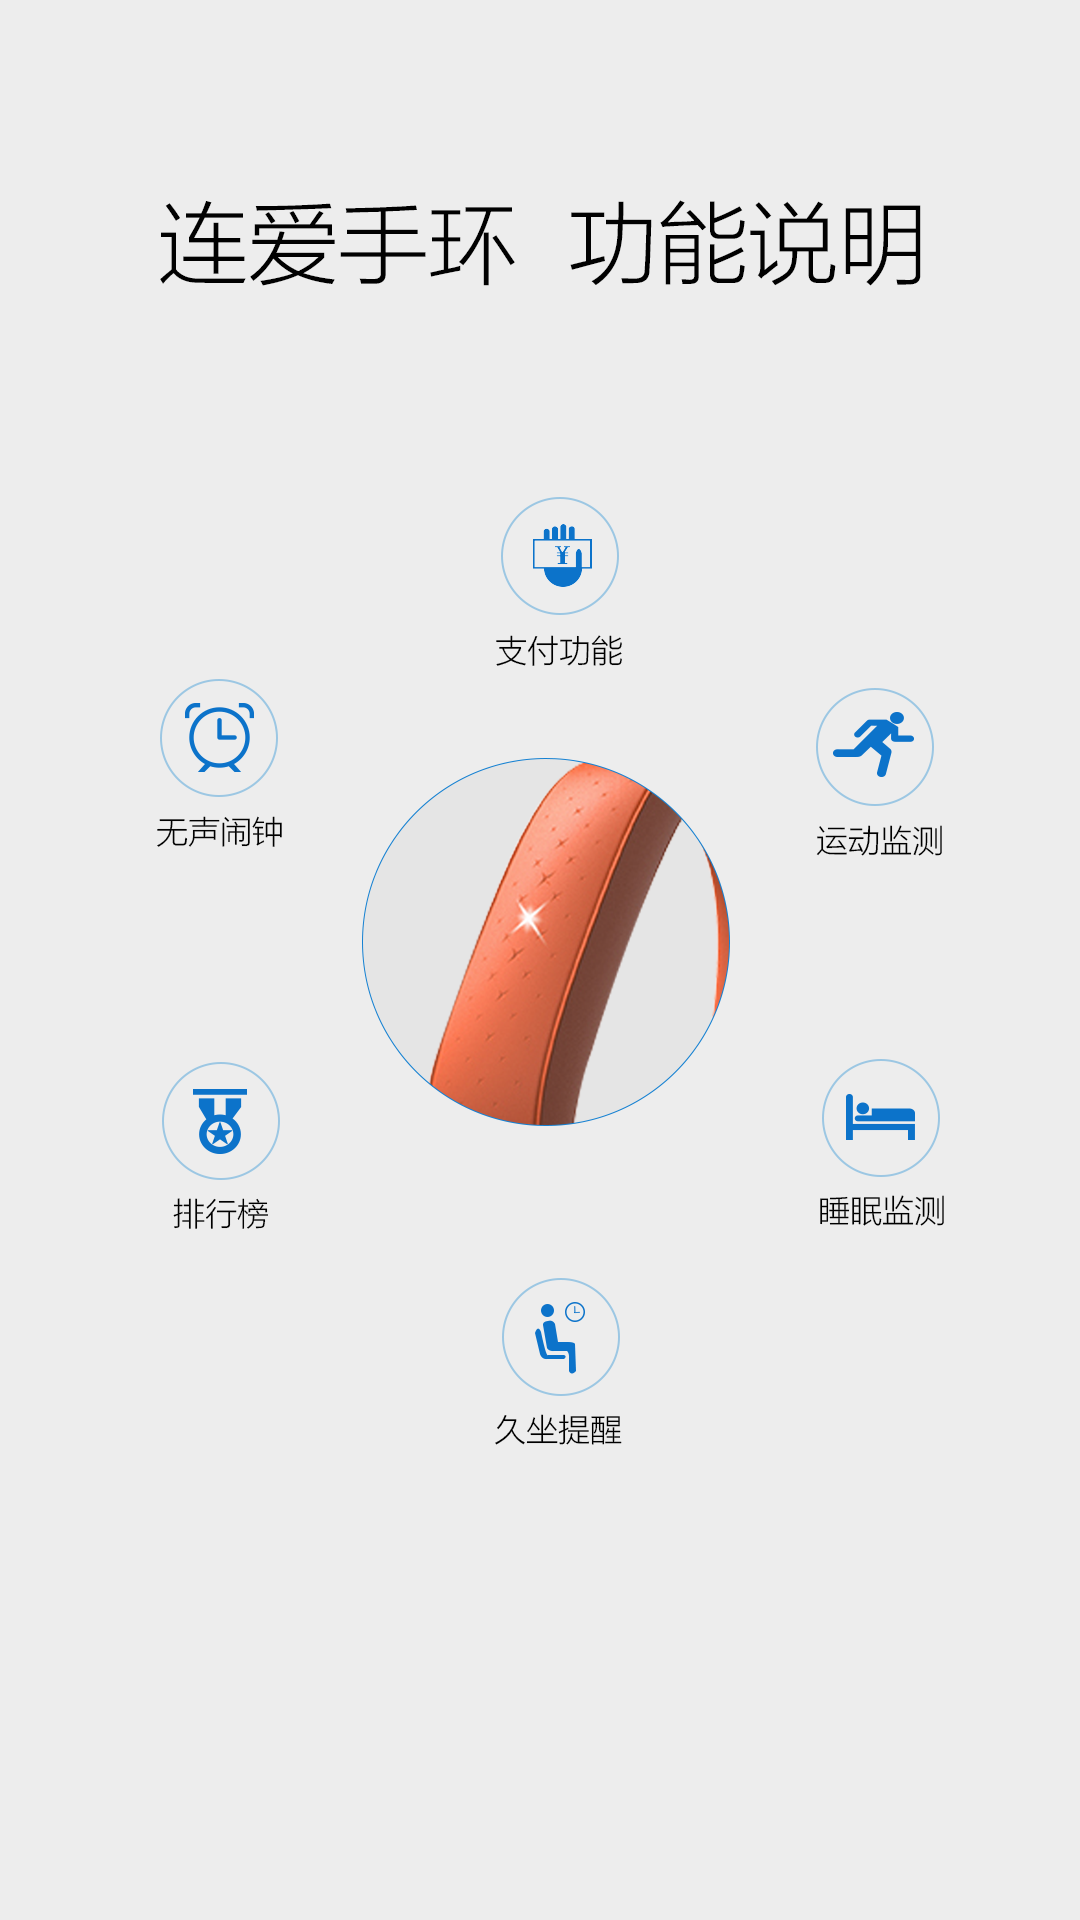 连爱手环 功能说明
¥
支付功能
无声闹钟
运动监测
排行榜
睡眠监测
久坐提醒